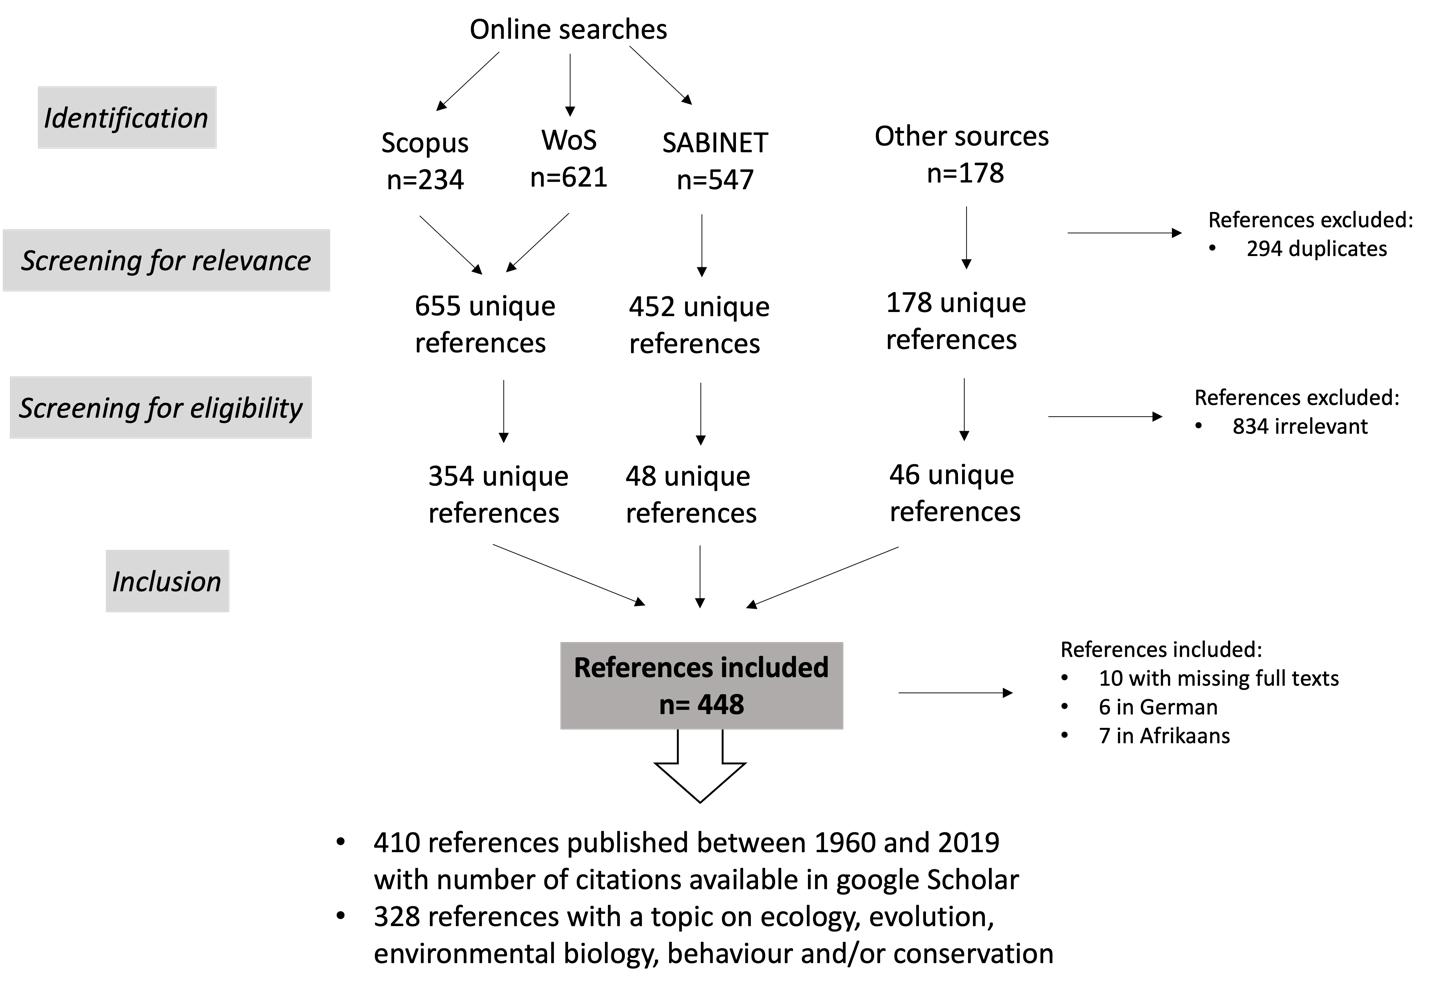 Online searches
Identification
Scopus
n=234
WoS
n=621
SABINET
n=547
Other sources
n=178
References excluded:
• 294 duplicates
Screening for relevance
655 unique
references
452 unique
references
178 unique
references
Screening for eligibility
References excluded:
• 834 irrelevant
354 unique
references
48 unique
references
46 unique
references
Inclusion
References included
n= 448
References included:
• 10 with missing full texts
• 6 in German
• 7 in Afrikaans
• 410 references published between 1960 and 2019
with number of citations available in google Scholar
• 328 references with a topic on ecology, evolution,
environmental biology, behaviour and/or conservation